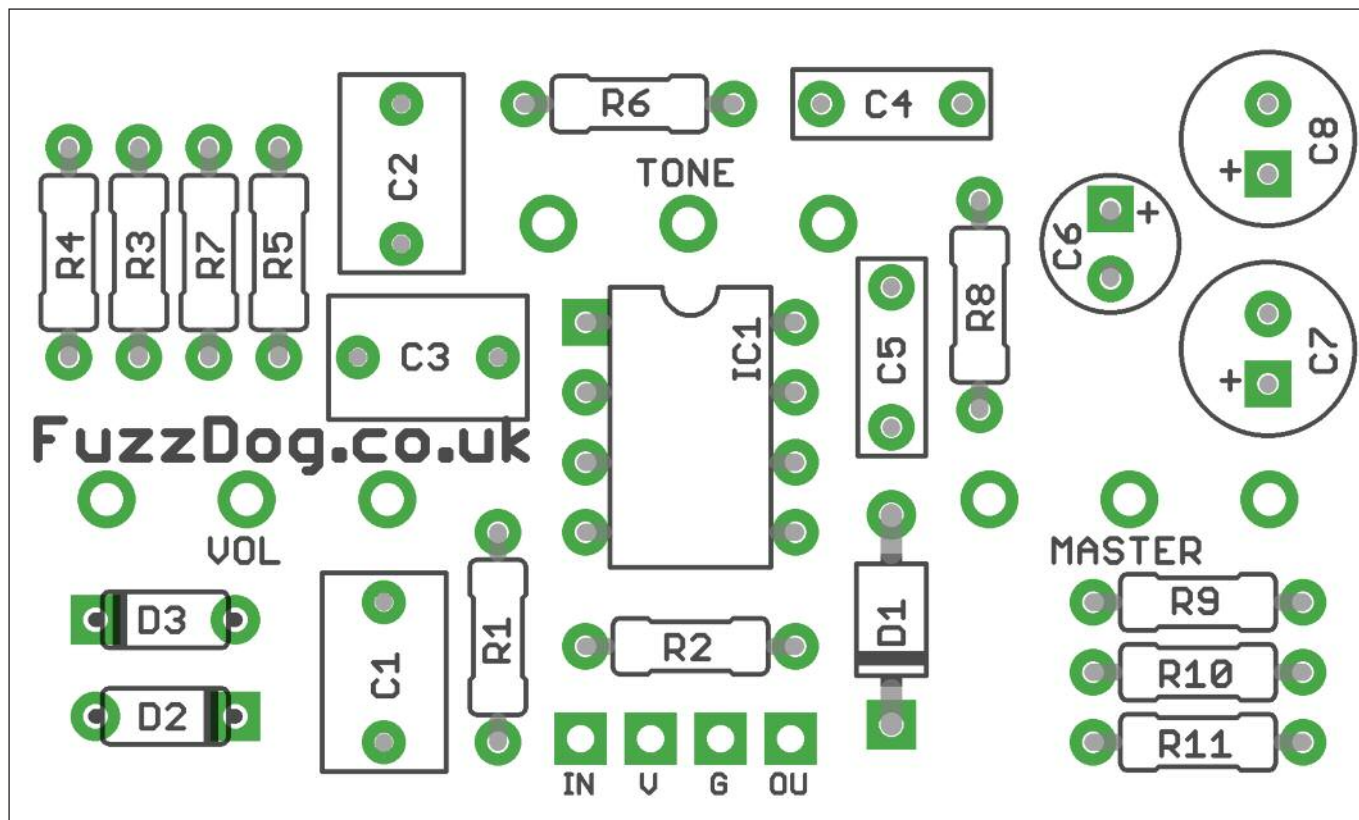 R6
C4
C2
C8
+
TONE
R4
R3
R7
R5
C6
+
R8
IC1
C3
C5
C7
+
FuzzDog.co.uk
VOL
MASTER
D3
R9
D1
R1
R2
C1
R10
D2
R11
IN V G OU